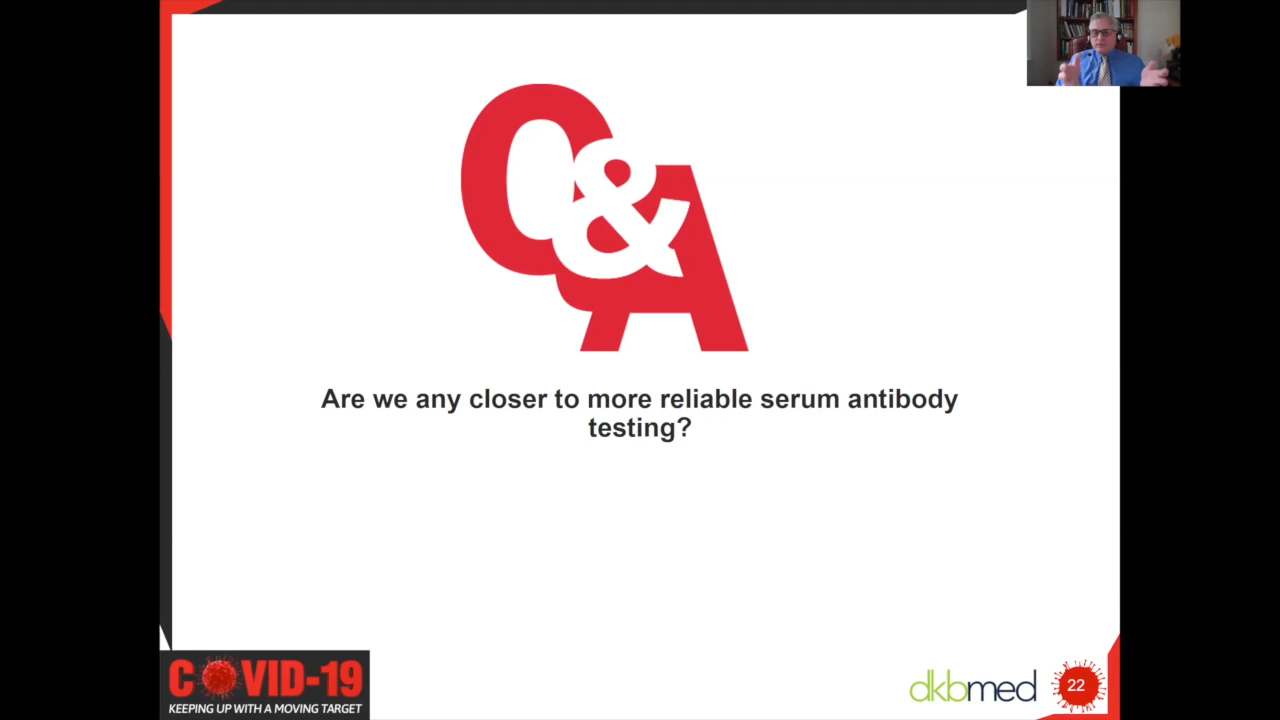 Q&A
Are we any closer to more reliable serum antibody
testing?
COVID-19
KEEPING UP WITH A MOVING TARGET
dkbmed
22